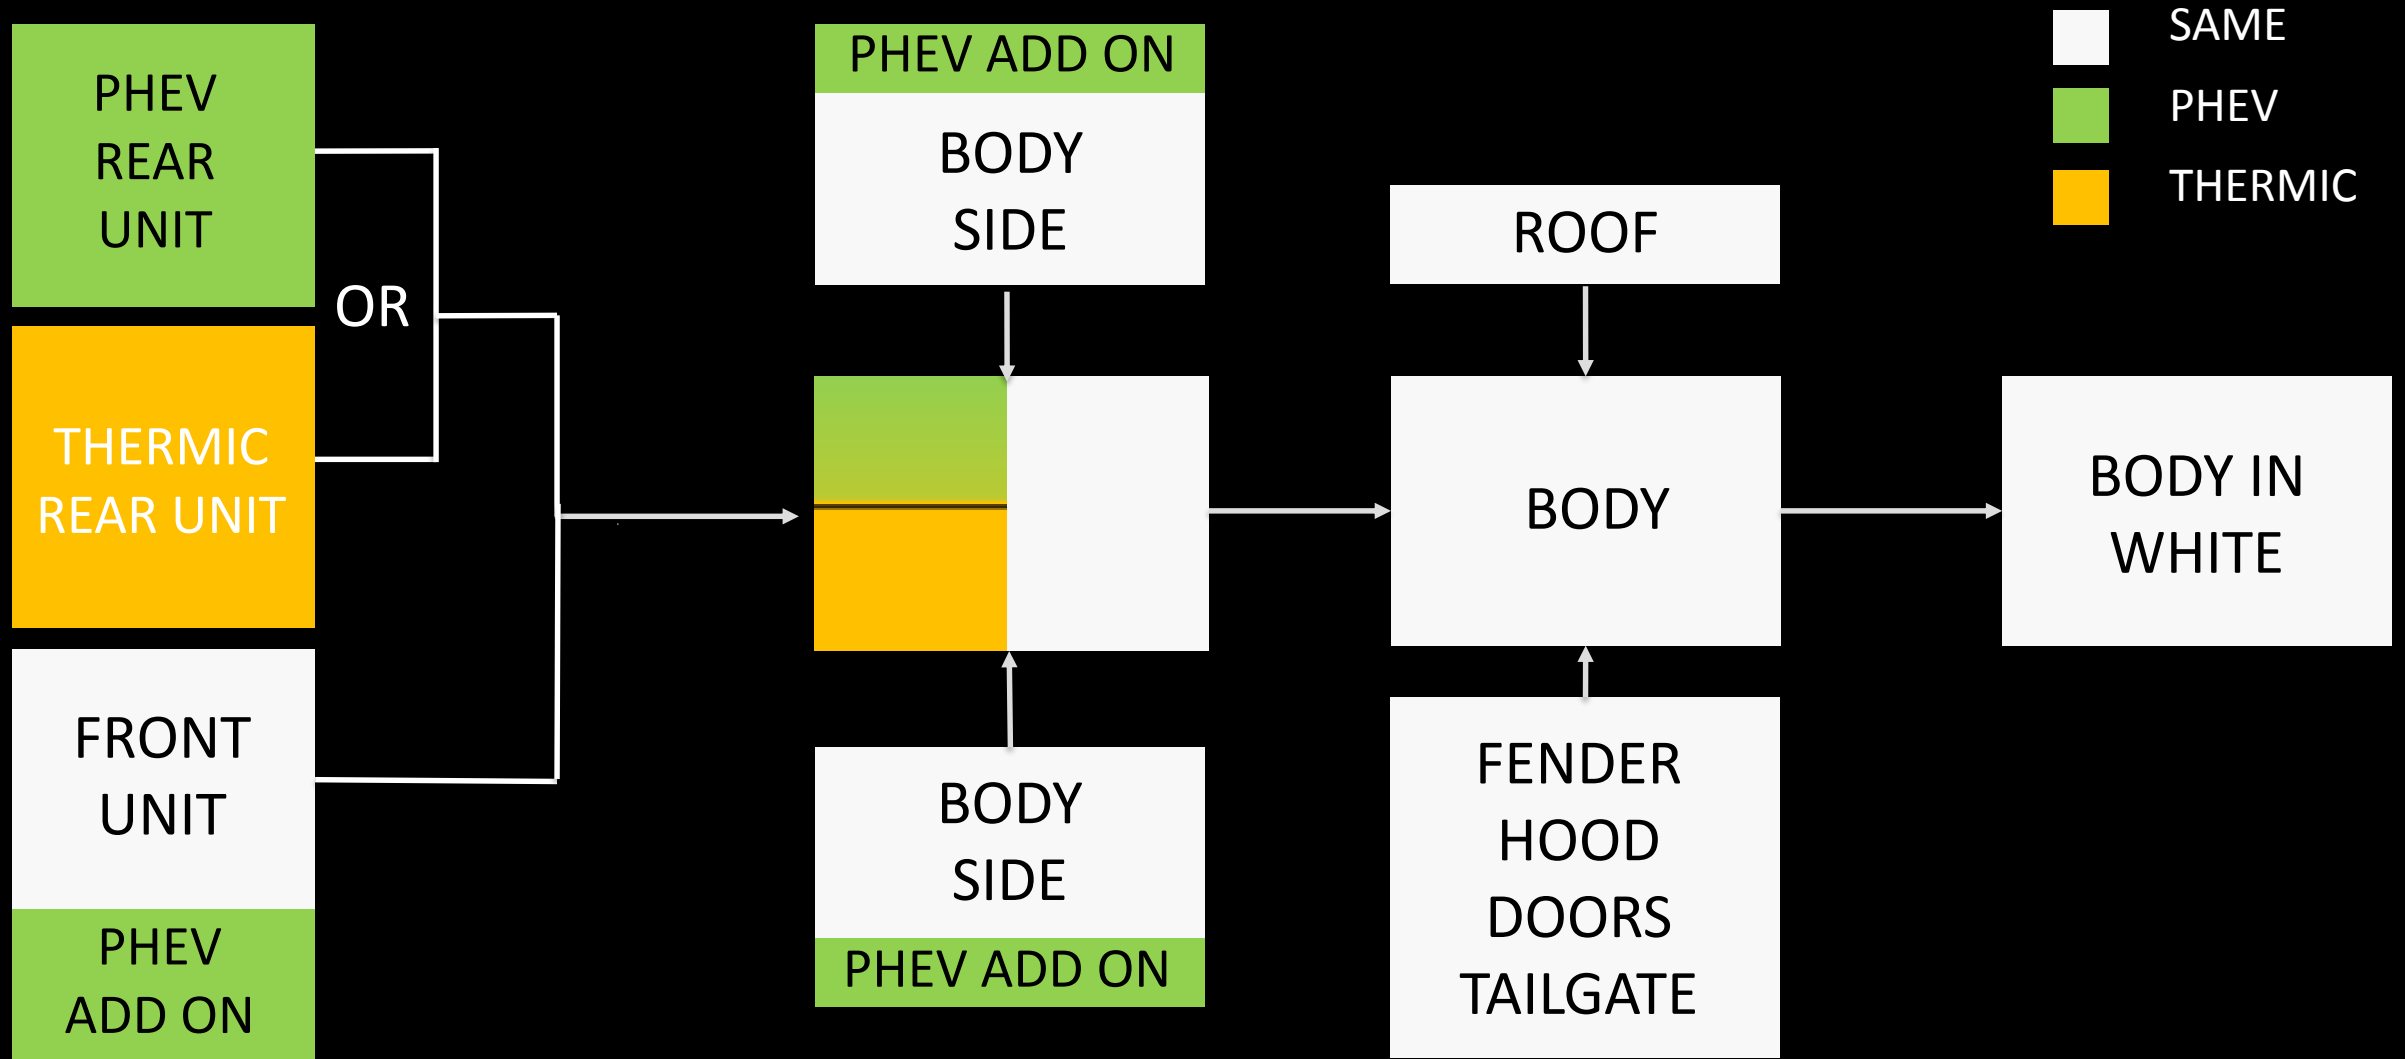 PHEV
REAR
UNIT
OR
THERMIC
REAR UNIT
FRONT
UNIT
PHEV
ADD ON
PHEV ADD ON
BODY
SIDE
BODY
SIDE
PHEV ADD ON
ROOF
BODY
FENDER
HOOD
DOORS
TAILGATE
BODY IN
WHITE
SAME
PHEV
THERMIC